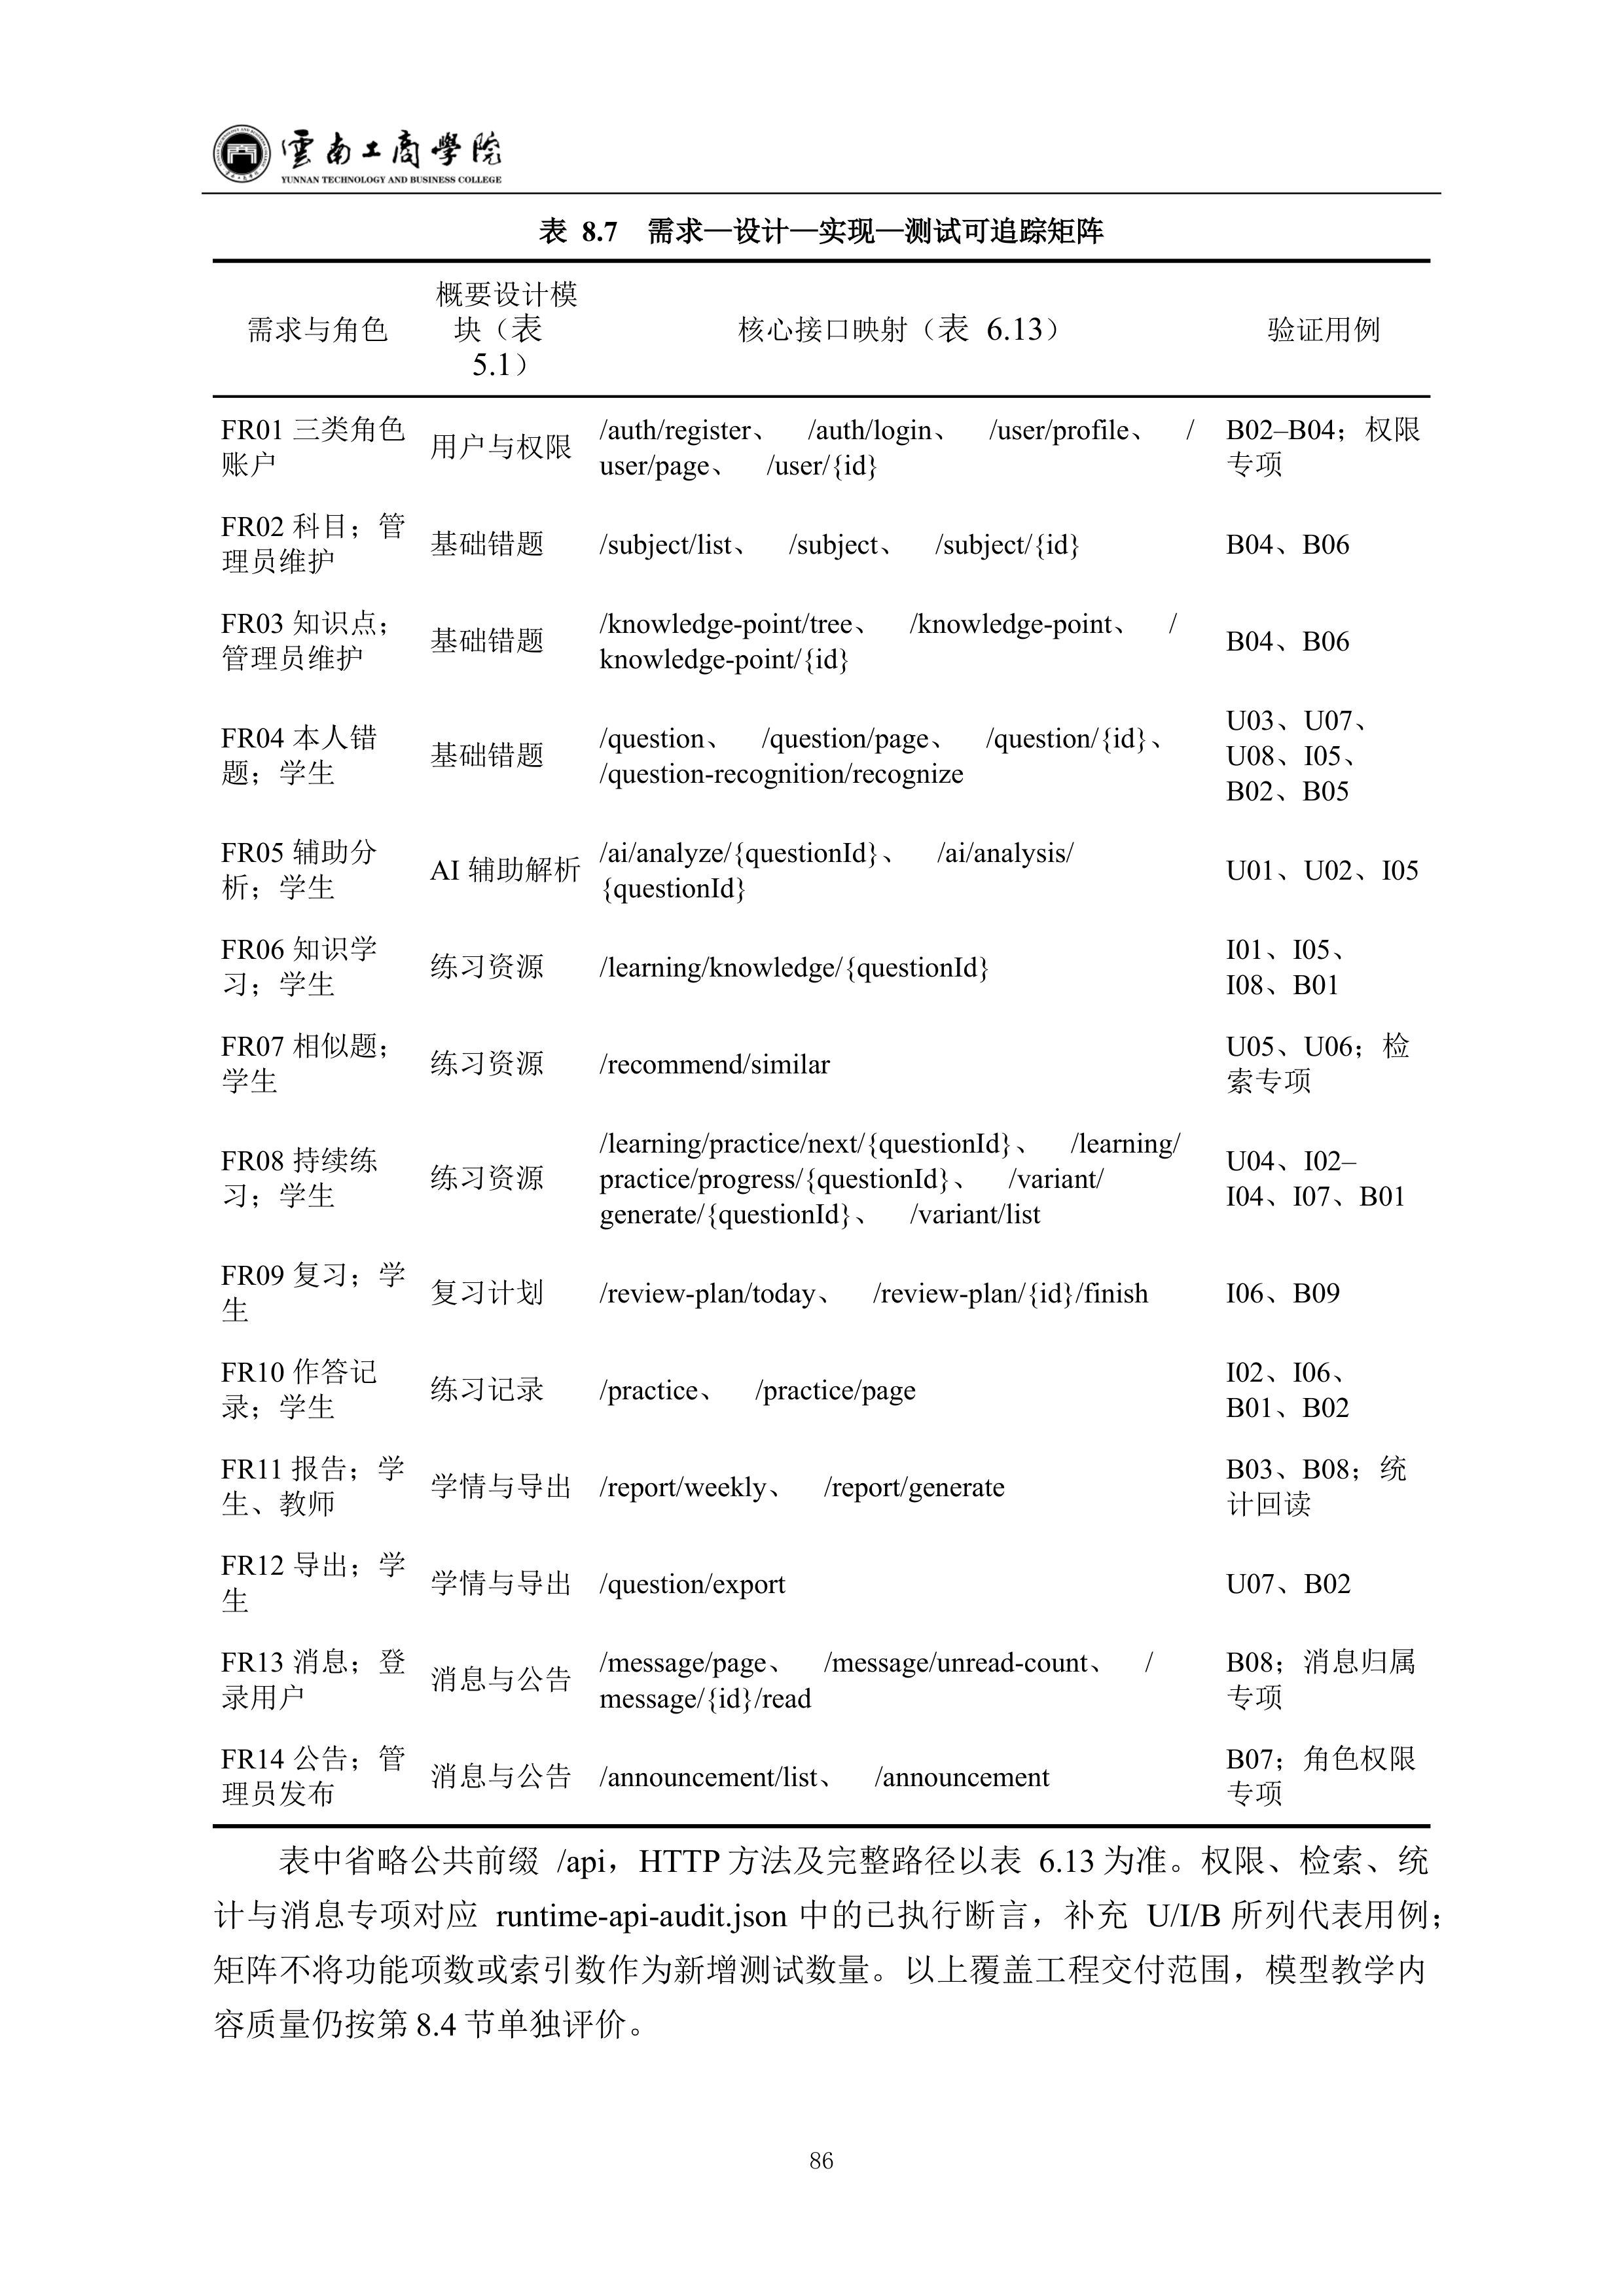 雲南工商學院
YUNNAN TECHNOLOGY AND BUSINESS COLLEGE
表 8.7 需求—设计—实现—测试可追踪矩阵
需求与角色
概要设计模
块（表
5.1）
核心接口映射（表 6.13）
验证用例
FR01 三类角色
账户
用户与权限
/auth/register、 /auth/login、 /user/profile、 /
user/page、 /user/{id}
B02–B04；权限
专项
FR02 科目；管
理员维护
基础错题
/subject/list、 /subject、 /subject/{id}
B04、B06
FR03 知识点；
管理员维护
基础错题
/knowledge-point/tree、 /knowledge-point、 /
knowledge-point/{id}
B04、B06
FR04 本人错
题；学生
基础错题
/question、 /question/page、 /question/{id}、
/question-recognition/recognize
U03、U07、
U08、I05、
B02、B05
FR05 辅助分
析；学生
AI 辅助解析
/ai/analyze/{questionId}、 /ai/analysis/
{questionId}
U01、U02、I05
FR06 知识学
习；学生
练习资源
/learning/knowledge/{questionId}
I01、I05、
I08、B01
FR07 相似题；
学生
练习资源
/recommend/similar
U05、U06；检
索专项
FR08 持续练
习；学生
练习资源
/learning/practice/next/{questionId}、 /learning/
practice/progress/{questionId}、 /variant/
generate/{questionId}、 /variant/list
U04、I02–
I04、I07、B01
FR09 复习；学
生
复习计划
/review-plan/today、 /review-plan/{id}/finish
I06、B09
FR10 作答记
录；学生
练习记录
/practice、 /practice/page
I02、I06、
B01、B02
FR11 报告；学
生、教师
学情与导出
/report/weekly、 /report/generate
B03、B08；统
计回读
FR12 导出；学
生
学情与导出
/question/export
U07、B02
FR13 消息；登
录用户
消息与公告
/message/page、 /message/unread-count、 /
message/{id}/read
B08；消息归属
专项
FR14 公告；管
理员发布
消息与公告
/announcement/list、 /announcement
B07；角色权限
专项
表中省略公共前缀 /api，HTTP 方法及完整路径以表 6.13 为准。权限、检索、统
计与消息专项对应 runtime-api-audit.json 中的已执行断言，补充 U/I/B 所列代表用例；
矩阵不将功能项数或索引数作为新增测试数量。以上覆盖工程交付范围，模型教学内
容质量仍按第 8.4 节单独评价。
86